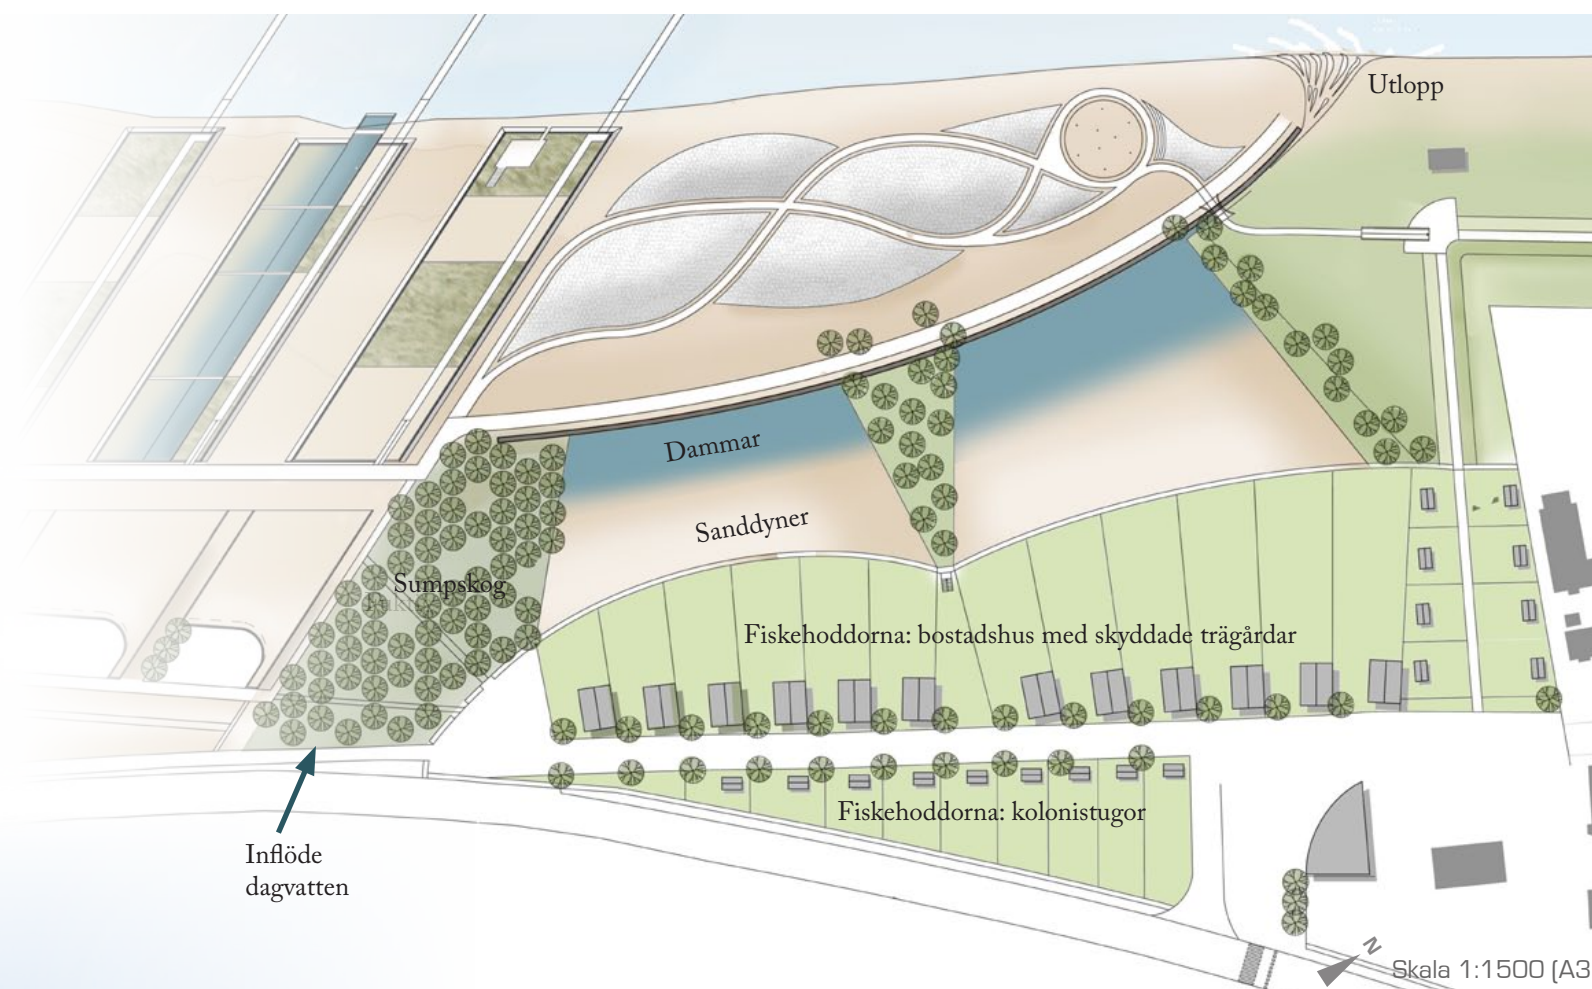 Utlopp
Dammar
Sanddyner
Sumpskog
Fiskehoddorna: bostadshus med skyddade trägårdar
Fiskehoddorna: kolonistugor
Inflöde
dagvatten
N
Skala 1:1500 (A3